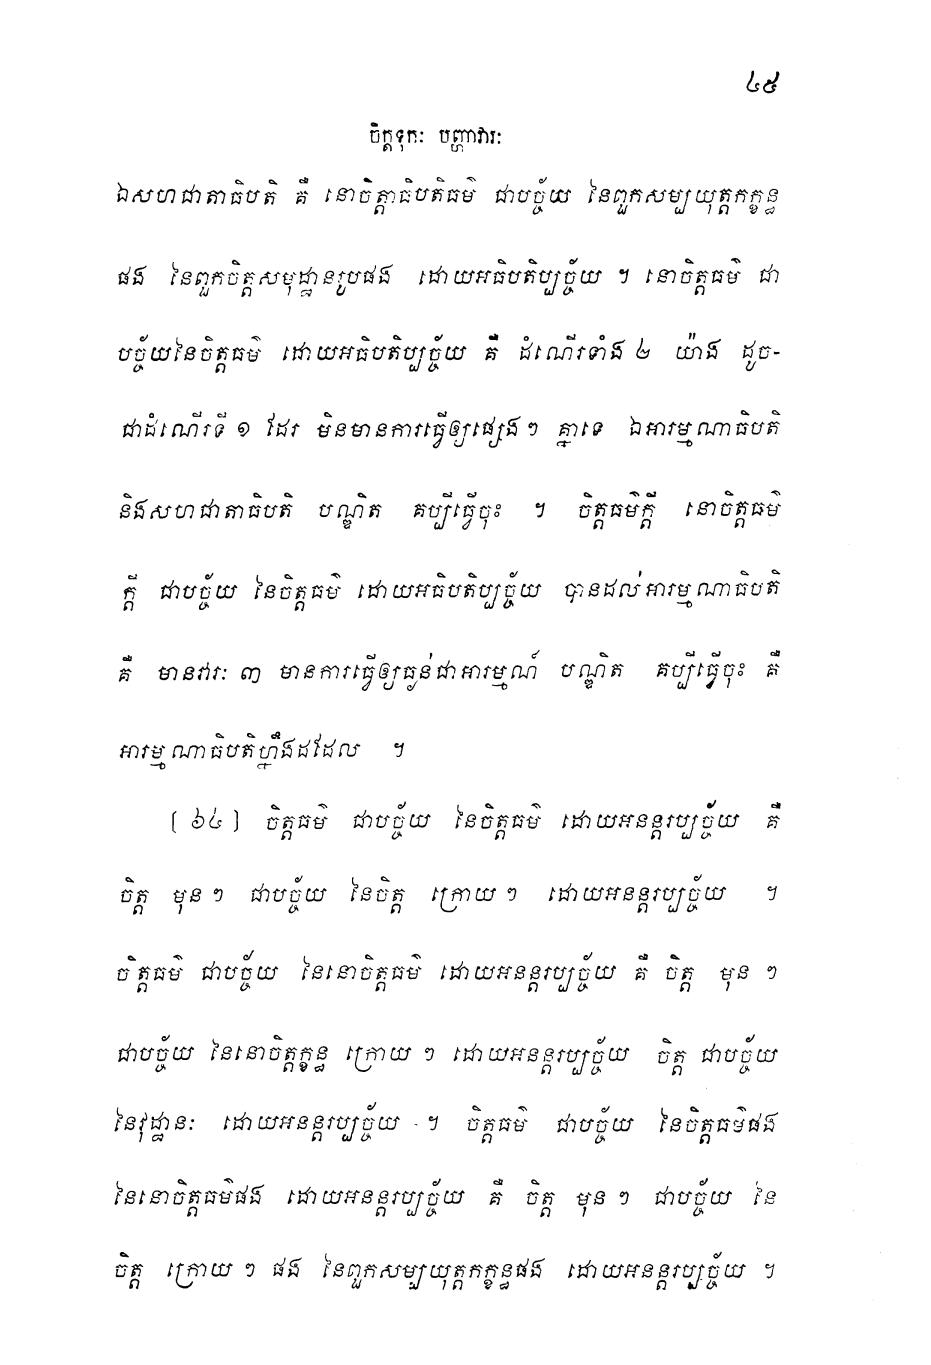 ៤៥
ចិត្តទុកៈ បញ្ហាវារៈ
ឯសហជាតាធិបតិ គឺ នោចិត្តាធិបតិធម៌ ជាបច្ច័យ នៃពួកសម្បយុត្តកក្ខន្ធ
ផង នៃពួកចិត្តសមុដ្ឋានរូបផង ដោយអធិបតិប្បច្ច័យ ។ នោចិត្តធម៌ ជា
បច្ច័យនៃចិត្តធម៌ ដោយអធិបតិប្បច្ច័យ គឺ ដំណើរទាំង ២ យ៉ាង ដូច-
ជាដំណើរទី ១ ដែរ មិនមានការធ្វើឲ្យផ្សេងៗ គ្នាទេ ឯអារម្មណាធិបតិ
និងសហជាតាធិបតិ បណ្ឌិត គប្បីធ្វើចុះ ។ ចិត្តធម៌ក្តី នោចិត្តធម៌
ក្តី ជាបច្ច័យ នៃចិត្តធម៌ ដោយអធិបតិប្បច្ច័យ បានដល់អារម្មណាធិបតិ
គឺ មានវារៈ ៣ មានការធ្វើឲ្យធ្ងន់ជាអារម្មណ៍ បណ្ឌិត គប្បីធ្វើចុះ គឺ
អារម្មណាធិបតិហ្នឹងដដែល ។
[ ៦៤ ] ចិត្តធម៌ ជាបច្ច័យ នៃចិត្តធម៌ ដោយអនន្តរប្បច្ច័យ គឺ
ចិត្ត មុនៗ ជាបច្ច័យ នៃចិត្ត ក្រោយៗ ដោយអនន្តរប្បច្ច័យ ។
ចិត្តធម៌ ជាបច្ច័យ នៃនោចិត្តធម៌ ដោយអនន្តរប្បច្ច័យ គឺ ចិត្ត មុន ៗ
ជាបច្ច័យ នៃនោចិត្តក្ខន្ធ ក្រោយ ៗ ដោយអនន្តរប្បច្ច័យ ចិត្ត ជាបច្ច័យ
នៃវុដ្ឋានៈ ដោយអនន្តរប្បច្ច័យ ។ ចិត្តធម៌ ជាបច្ច័យ នៃចិត្តធម៌ផង
នៃនោចិត្តធម៌ផង ដោយអនន្តរប្បច្ច័យ គឺ ចិត្ត មុនៗ ជាបច្ច័យ នៃ
ចិត្ត ក្រោយៗ ផង នៃពួកសម្បយុត្តកក្ខន្ធផង ដោយអនន្តរប្បច្ច័យ ។